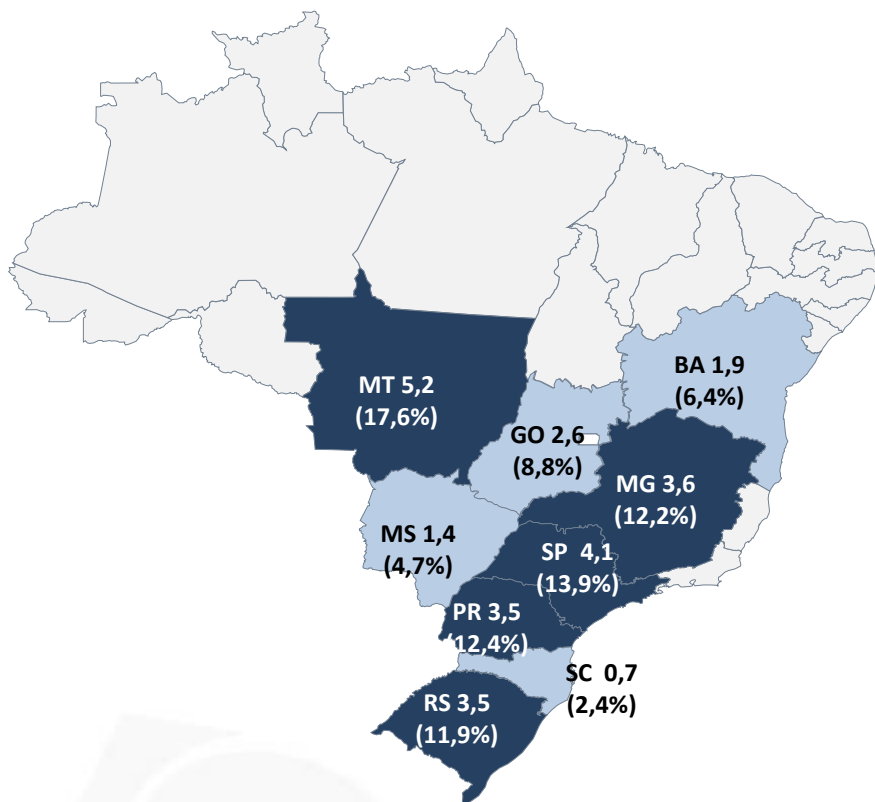 BA 1,9
(6,4%)
MT 5,2
(17,6%)
GO 2,6
(8,8%)
MG 3,6
(12,2%)
MS 1,4
(4,7%)
SP 4,1
(13,9%)
PR 3,5
(12,4%)
SC 0,7
(2,4%)
RS 3,5
(11,9%)